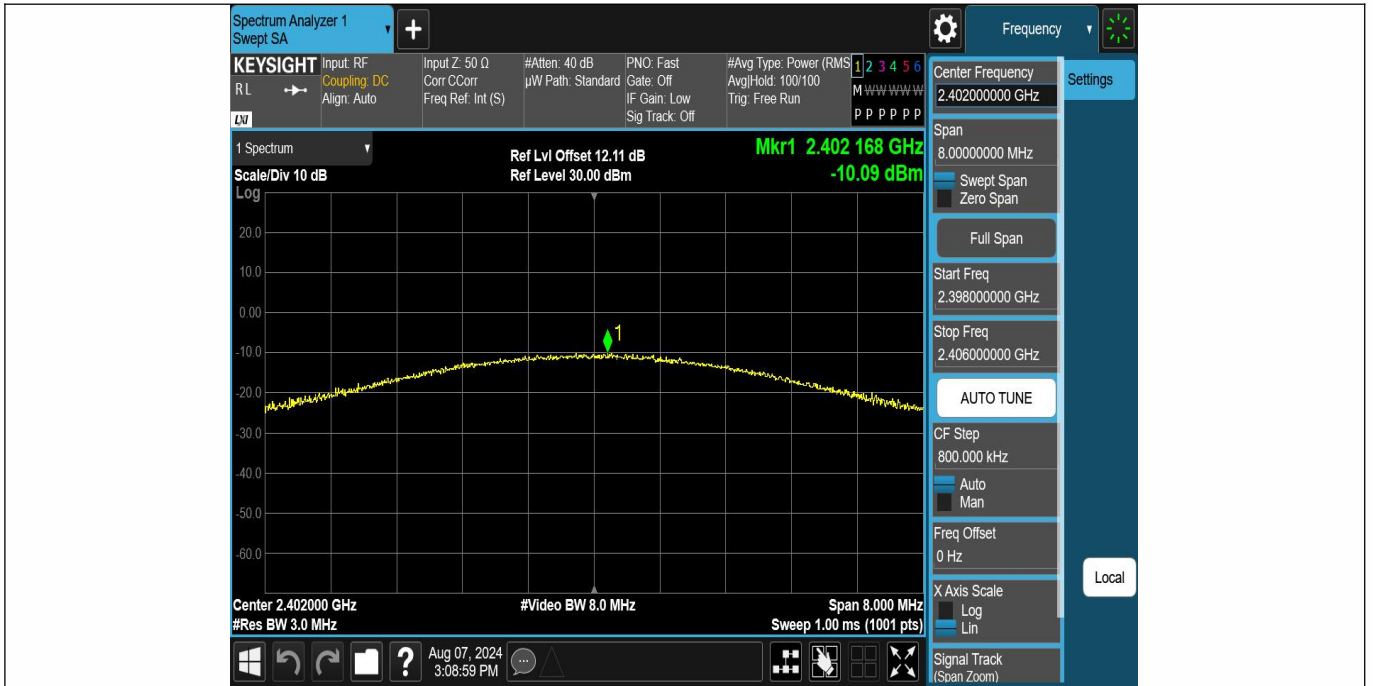 Spectrum Analyzer 1
Swept SA
+
Frequency
KEYSIGHT
R L
LXI
Input: RF
Coupling: DC
Align: Auto
Input Z: 50 Ω
Corr CCorr
Freq Ref: Int (S)
#Atten: 40 dB
µW Path: Standard
PNO: Fast
Gate: Off
IF Gain: Low
Sig Track: Off
#Avg Type: Power (RMS
Avg|Hold: 100/100
Trig: Free Run
1 2 3 4 5 6
M W W W W W
P P P P P P
1 Spectrum
Scale/Div 10 dB
Log
Ref Lvl Offset 12.11 dB
Ref Level 30.00 dBm
Mkr1 2.402 168 GHz
-10.09 dBm
20.0
10.0
0.00
-10.0
-20.0
-30.0
-40.0
-50.0
-60.0
1
Center 2.402000 GHz
#Res BW 3.0 MHz
#Video BW 8.0 MHz
Span 8.000 MHz
Sweep 1.00 ms (1001 pts)
Center Frequency
2.402000000 GHz
Span
8.00000000 MHz
Swept Span
Zero Span
Full Span
Start Freq
2.398000000 GHz
Stop Freq
2.406000000 GHz
AUTO TUNE
CF Step
800.000 kHz
Auto
Man
Freq Offset
0 Hz
X Axis Scale
Log
Lin
Signal Track
(Span Zoom)
Settings
Local
?
Aug 07, 2024
3:08:59 PM